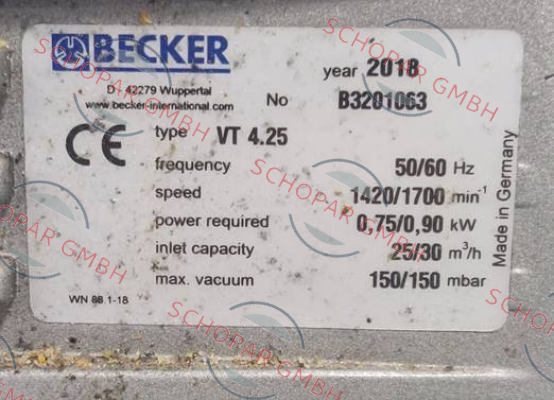 BECKER
D - 42279 Wuppertal
www.becker-international.com
year 2018
No B3201063
CE
type VT 4.25
frequency 50/60 Hz
speed 1420/1700 min-1
power required 0,75/0,90 kW
inlet capacity 25/30 m³/h
max. vacuum 150/150 mbar
WN 88 1-18
Made in Germany
SCHOPAR GMBH
SCHOPAR GMBH
SCHOPAR GMBH
SCHOPAR GMBH
SCHOPAR GMBH